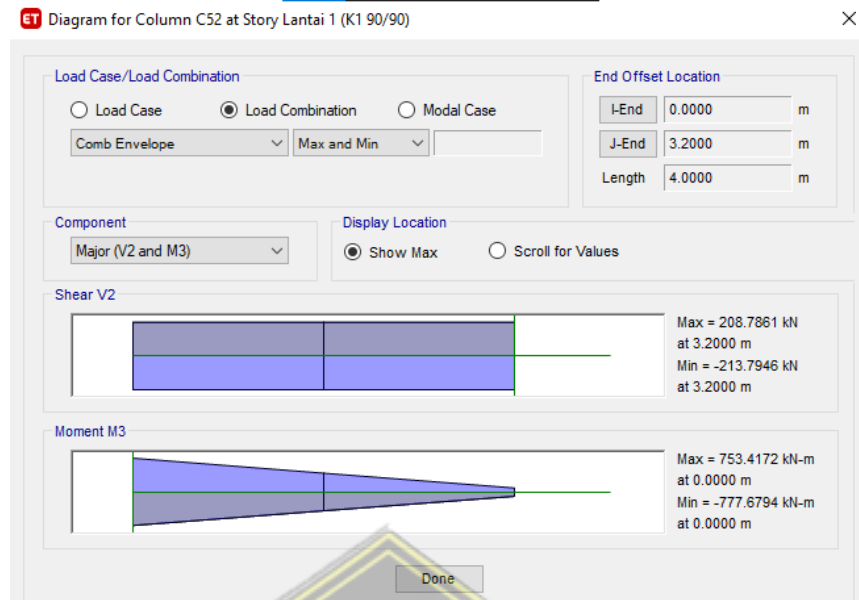 ET Diagram for Column C52 at Story Lantai 1 (K1 90/90)
Load Case/Load Combination
Load Case Load Combination Modal Case
Comb Envelope Max and Min
End Offset Location
I-End 0.0000 m
J-End 3.2000 m
Length 4.0000 m
Component
Major (V2 and M3)
Display Location
Show Max Scroll for Values
Shear V2
Max = 208.7861 kN
at 3.2000 m
Min = -213.7946 kN
at 3.2000 m
Moment M3
Max = 753.4172 kN-m
at 0.0000 m
Min = -777.6794 kN-m
at 0.0000 m
Done